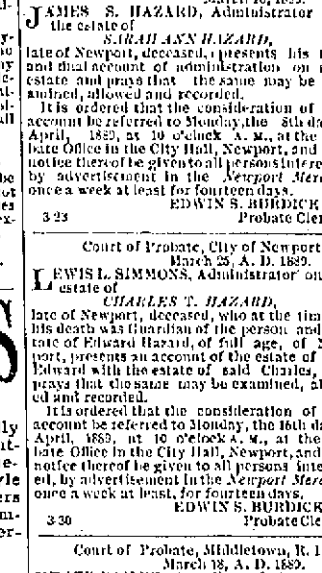 JAMES S. HAZARD, Administrator
the estate of
SARAH ANN HAZARD,
late of Newport, deceased, presents his
and final account of administration on
estate and prays that the same may be
amined, allowed and recorded.
It is ordered that the consideration of
account be referred to Monday, the 8th da
April, 1889, at 10 o'clock A. M., at the
bate Office in the City Hall, Newport, and
notice thereof be given to all persons intere
by advertisement in the Newport Mer
once a week at least for fourteen days.
EDWIN S. BURDICK
3 23 Probate Cler
Court of Probate, City of Newport
March 25, A. D. 1889.
LEWIS L. SIMMONS, Administrator on
estate of
CHARLES T. HAZARD,
late of Newport, deceased, who at the tim
his death was Guardian of the person and
tate of Edward Hazard, of full age, of N
port, presents an account of the estate of
Edward with the estate of said Charles,
prays that the same may be examined, al
ed and recorded.
It is ordered that the consideration of
account be referred to Monday, the 15th da
April, 1889, at 10 o'clock A. M., at the
bate Office in the City Hall, Newport, and
notice thereof be given to all persons inte
ed, by advertisement in the Newport Merc
once a week at least, for fourteen days.
EDWIN S. BURDICK
3 30 Probate Cler
Court of Probate, Middletown, R. I
March 18, A. D. 1889.